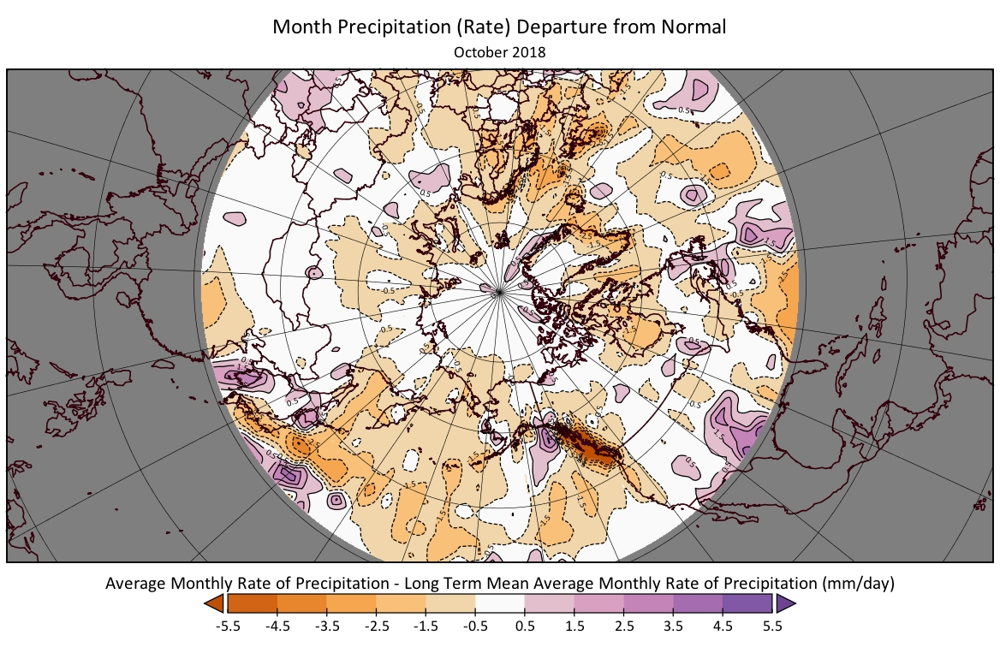 Month Precipitation (Rate) Departure from Normal
October 2018
Average Monthly Rate of Precipitation - Long Term Mean Average Monthly Rate of Precipitation (mm/day)
-5.5 -4.5 -3.5 -2.5 -1.5 -0.5 0.5 1.5 2.5 3.5 4.5 5.5